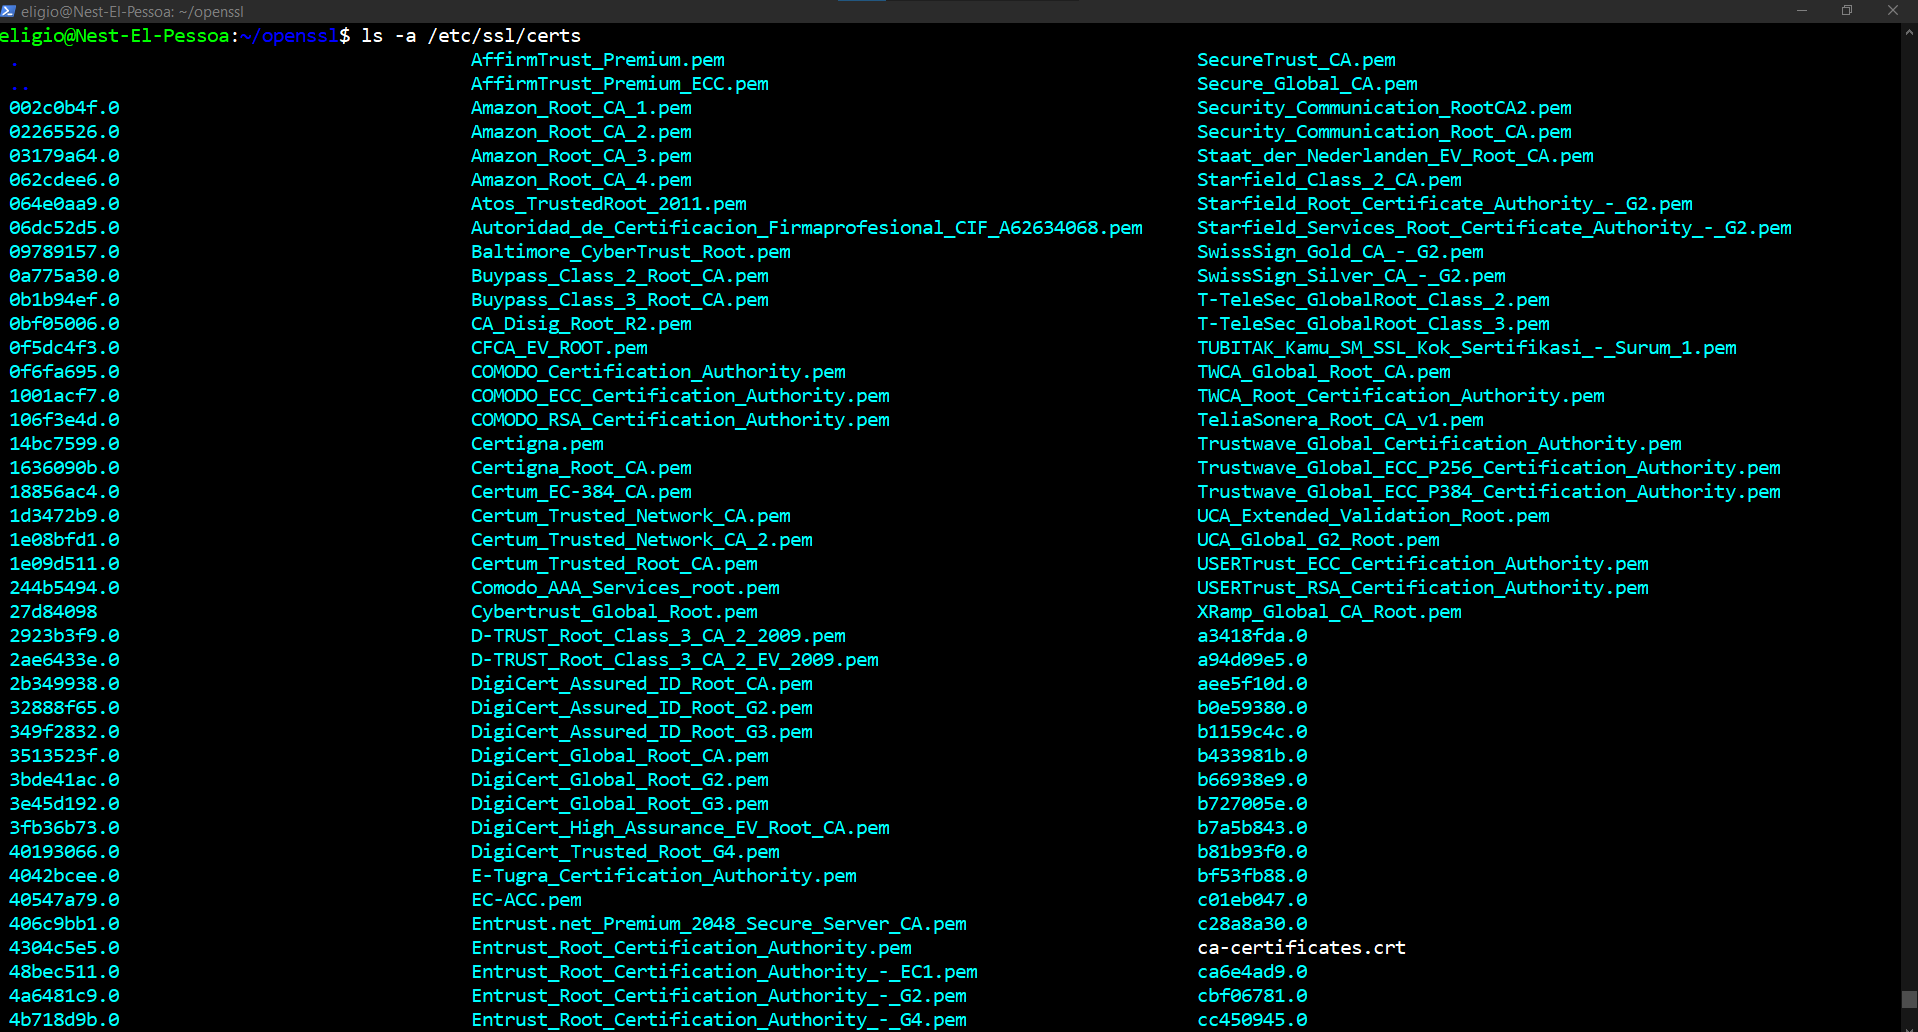 eligio@Nest-El-Pessoa: ~/openssl
eligio@Nest-El-Pessoa:~/openssl$ ls -a /etc/ssl/certs
. AffirmTrust_Premium.pem SecureTrust_CA.pem
.. AffirmTrust_Premium_ECC.pem Secure_Global_CA.pem
002c0b4f.0 Amazon_Root_CA_1.pem Security_Communication_RootCA2.pem
02265526.0 Amazon_Root_CA_2.pem Security_Communication_Root_CA.pem
03179a64.0 Amazon_Root_CA_3.pem Staat_der_Nederlanden_EV_Root_CA.pem
062cdee6.0 Amazon_Root_CA_4.pem Starfield_Class_2_CA.pem
064e0aa9.0 Atos_TrustedRoot_2011.pem Starfield_Root_Certificate_Authority_-_G2.pem
06dc52d5.0 Autoridad_de_Certificacion_Firmaprofesional_CIF_A62634068.pem Starfield_Services_Root_Certificate_Authority_-_G2.pem
09789157.0 Baltimore_CyberTrust_Root.pem SwissSign_Gold_CA_-_G2.pem
0a775a30.0 Buypass_Class_2_Root_CA.pem SwissSign_Silver_CA_-_G2.pem
0b1b94ef.0 Buypass_Class_3_Root_CA.pem T-TeleSec_GlobalRoot_Class_2.pem
0bf05006.0 CA_Disig_Root_R2.pem T-TeleSec_GlobalRoot_Class_3.pem
0f5dc4f3.0 CFCA_EV_ROOT.pem TUBITAK_Kamu_SM_SSL_Kok_Sertifikasi_-_Surum_1.pem
0f6fa695.0 COMODO_Certification_Authority.pem TWCA_Global_Root_CA.pem
1001acf7.0 COMODO_ECC_Certification_Authority.pem TWCA_Root_Certification_Authority.pem
106f3e4d.0 COMODO_RSA_Certification_Authority.pem TeliaSonera_Root_CA_v1.pem
14bc7599.0 Certigna.pem Trustwave_Global_Certification_Authority.pem
1636090b.0 Certigna_Root_CA.pem Trustwave_Global_ECC_P256_Certification_Authority.pem
18856ac4.0 Certum_EC-384_CA.pem Trustwave_Global_ECC_P384_Certification_Authority.pem
1d3472b9.0 Certum_Trusted_Network_CA.pem UCA_Extended_Validation_Root.pem
1e08bfd1.0 Certum_Trusted_Network_CA_2.pem UCA_Global_G2_Root.pem
1e09d511.0 Certum_Trusted_Root_CA.pem USERTrust_ECC_Certification_Authority.pem
244b5494.0 Comodo_AAA_Services_root.pem USERTrust_RSA_Certification_Authority.pem
27d84098 Cybertrust_Global_Root.pem XRamp_Global_CA_Root.pem
2923b3f9.0 D-TRUST_Root_Class_3_CA_2_2009.pem a3418fda.0
2ae6433e.0 D-TRUST_Root_Class_3_CA_2_EV_2009.pem a94d09e5.0
2b349938.0 DigiCert_Assured_ID_Root_CA.pem aee5f10d.0
32888f65.0 DigiCert_Assured_ID_Root_G2.pem b0e59380.0
349f2832.0 DigiCert_Assured_ID_Root_G3.pem b1159c4c.0
3513523f.0 DigiCert_Global_Root_CA.pem b433981b.0
3bde41ac.0 DigiCert_Global_Root_G2.pem b66938e9.0
3e45d192.0 DigiCert_Global_Root_G3.pem b727005e.0
3fb36b73.0 DigiCert_High_Assurance_EV_Root_CA.pem b7a5b843.0
40193066.0 DigiCert_Trusted_Root_G4.pem b81b93f0.0
4042bcee.0 E-Tugra_Certification_Authority.pem bf53fb88.0
40547a79.0 EC-ACC.pem c01eb047.0
406c9bb1.0 Entrust.net_Premium_2048_Secure_Server_CA.pem c28a8a30.0
4304c5e5.0 Entrust_Root_Certification_Authority.pem ca-certificates.crt
48bec511.0 Entrust_Root_Certification_Authority_-_EC1.pem ca6e4ad9.0
4a6481c9.0 Entrust_Root_Certification_Authority_-_G2.pem cbf06781.0
4b718d9b.0 Entrust_Root_Certification_Authority_-_G4.pem cc450945.0